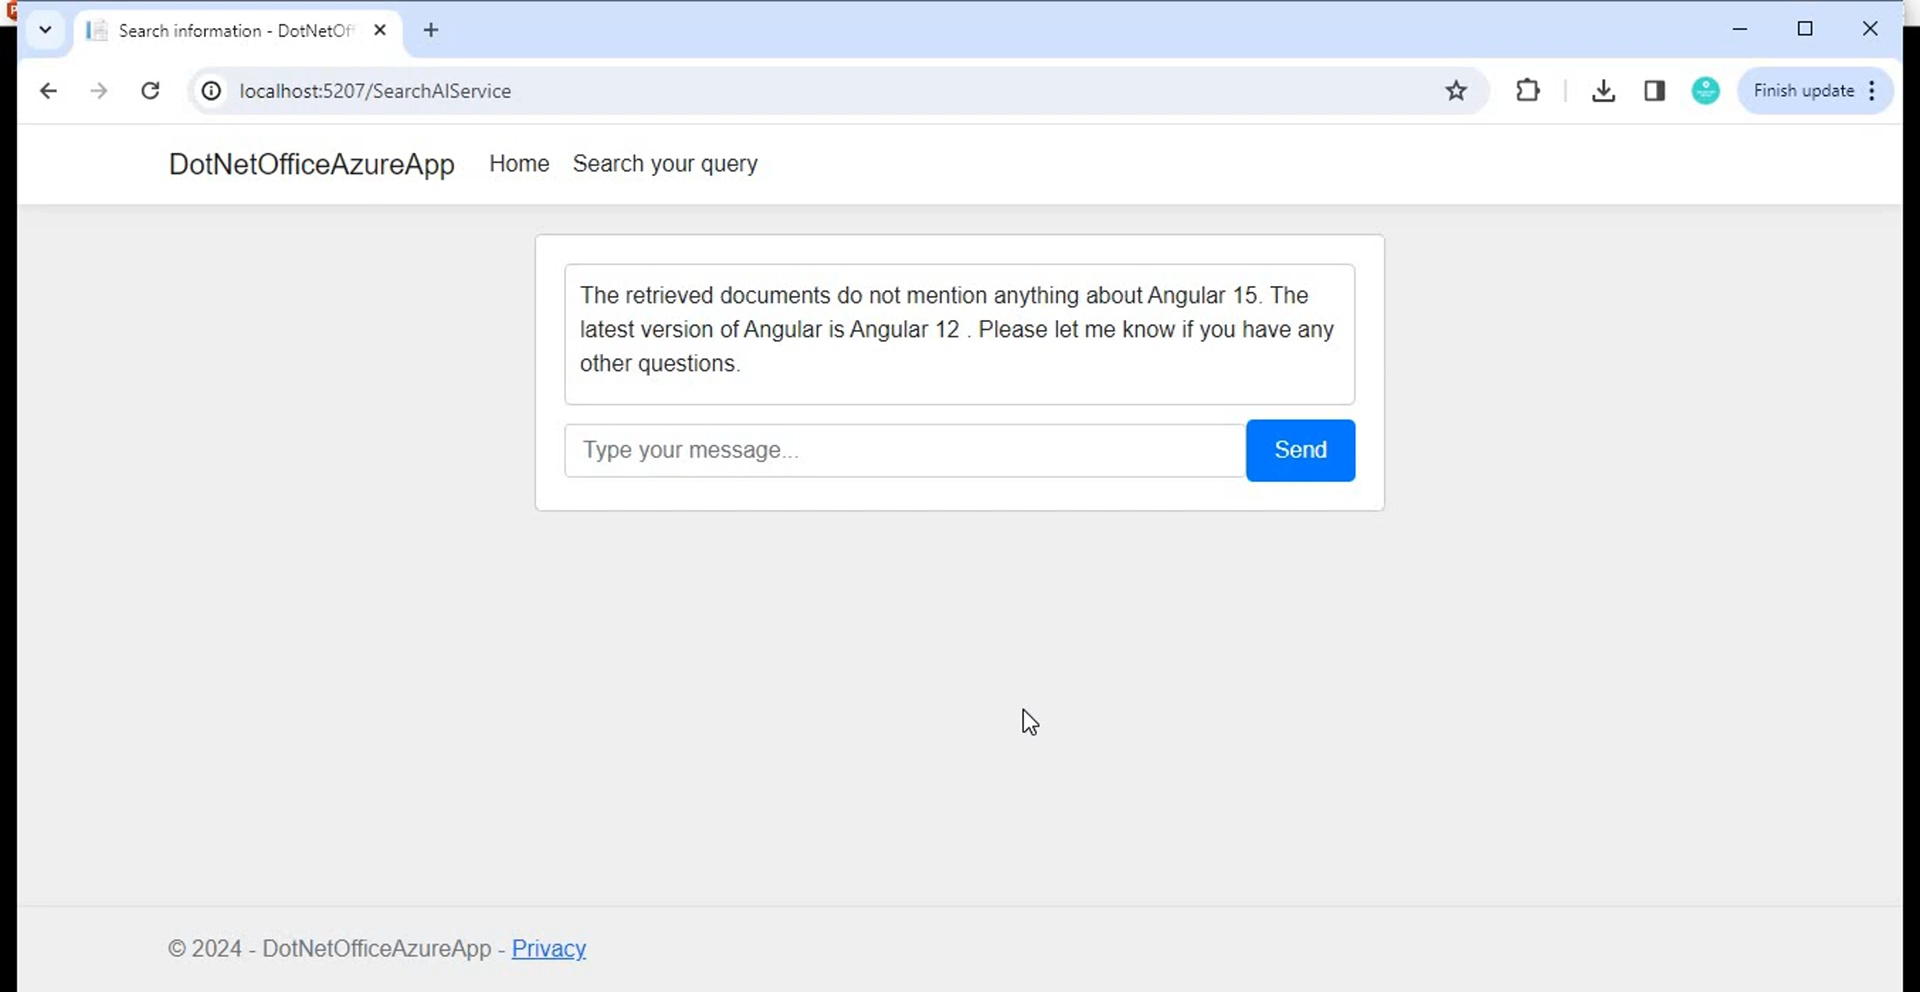 Search information - DotNetOf
localhost:5207/SearchAIService
Finish update
DotNetOfficeAzureApp Home Search your query
The retrieved documents do not mention anything about Angular 15. The
latest version of Angular is Angular 12 . Please let me know if you have any
other questions.
Type your message...
Send
© 2024 - DotNetOfficeAzureApp - Privacy